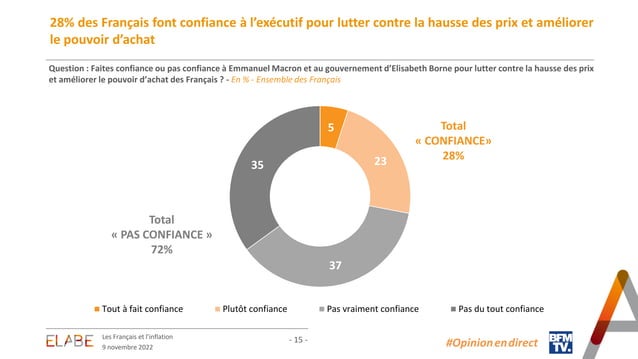 28% des Français font confiance à l’exécutif pour lutter contre la hausse des prix et améliorer
le pouvoir d’achat
Question : Faites confiance ou pas confiance à Emmanuel Macron et au gouvernement d’Elisabeth Borne pour lutter contre la hausse des prix
et améliorer le pouvoir d’achat des Français ? - En % - Ensemble des Français
5
23
37
35
Total
« CONFIANCE»
28%
Total
« PAS CONFIANCE »
72%
Tout à fait confiance
Plutôt confiance
Pas vraiment confiance
Pas du tout confiance
ELABE
Les Français et l’inflation
9 novembre 2022
- 15 -
#Opinion en direct
BFM
TV.